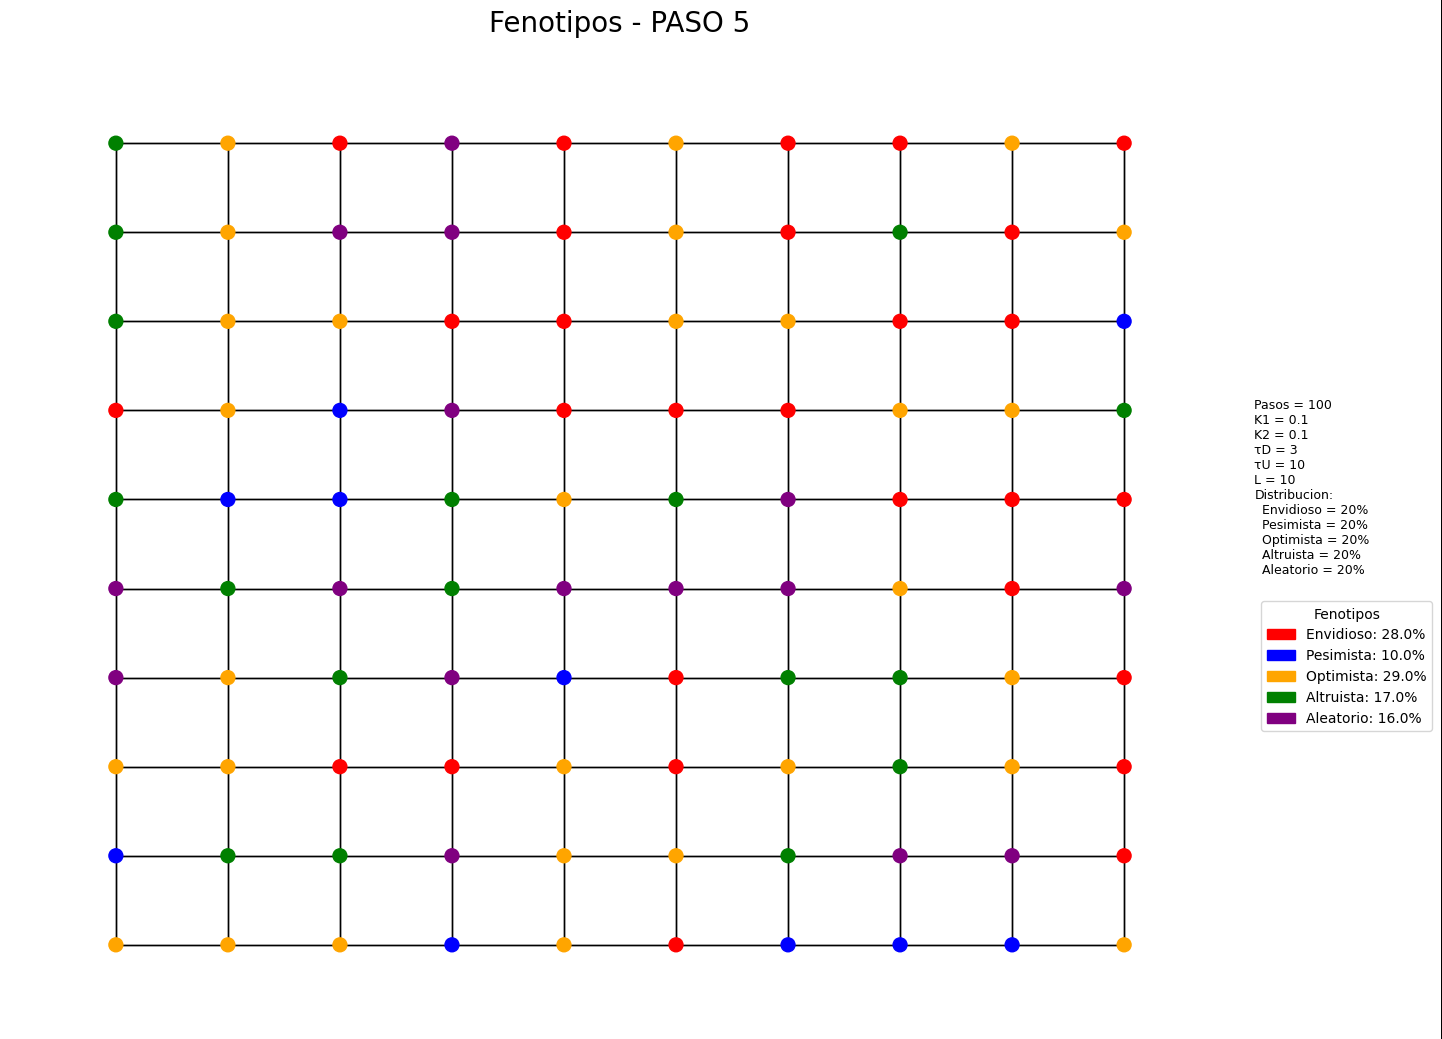 Fenotipos - PASO 5
Pasos = 100
K1 = 0.1
K2 = 0.1
τD = 3
τU = 10
L = 10
Distribucion:
Envidioso = 20%
Pesimista = 20%
Optimista = 20%
Altruista = 20%
Aleatorio = 20%
Fenotipos
Envidioso: 28.0%
Pesimista: 10.0%
Optimista: 29.0%
Altruista: 17.0%
Aleatorio: 16.0%